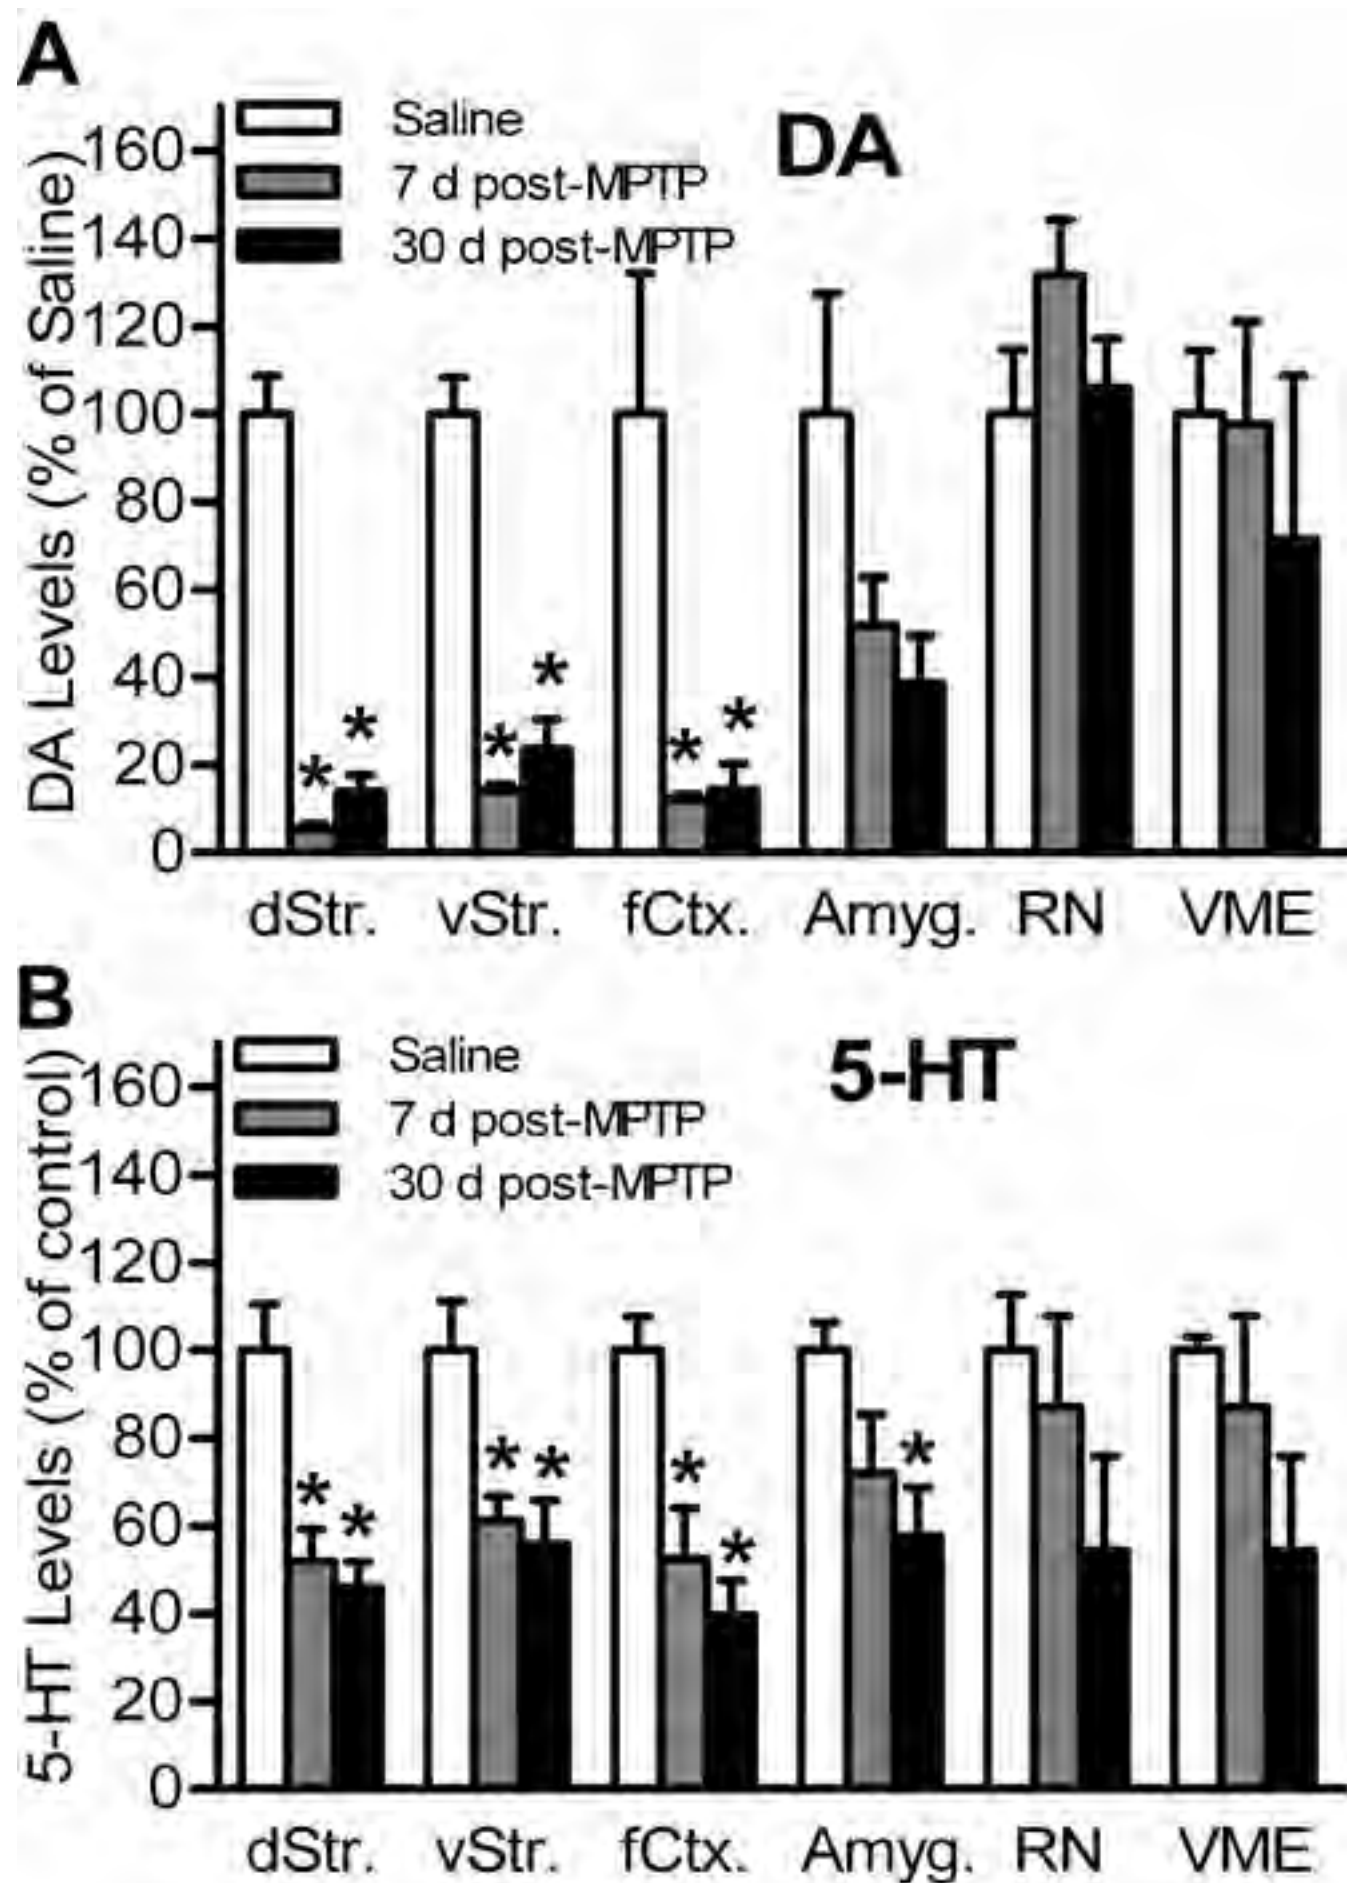 A
Saline
7 d post-MPTP
30 d post-MPTP
DA
DA Levels (% of Saline)
160
140
120
100
80
60
40
20
0
* * * * * *
dStr. vStr. fCtx. Amyg. RN VME
B
Saline
7 d post-MPTP
30 d post-MPTP
5-HT
5-HT Levels (% of control)
160
140
120
100
80
60
40
20
0
* * * * * * *
dStr. vStr. fCtx. Amyg. RN VME